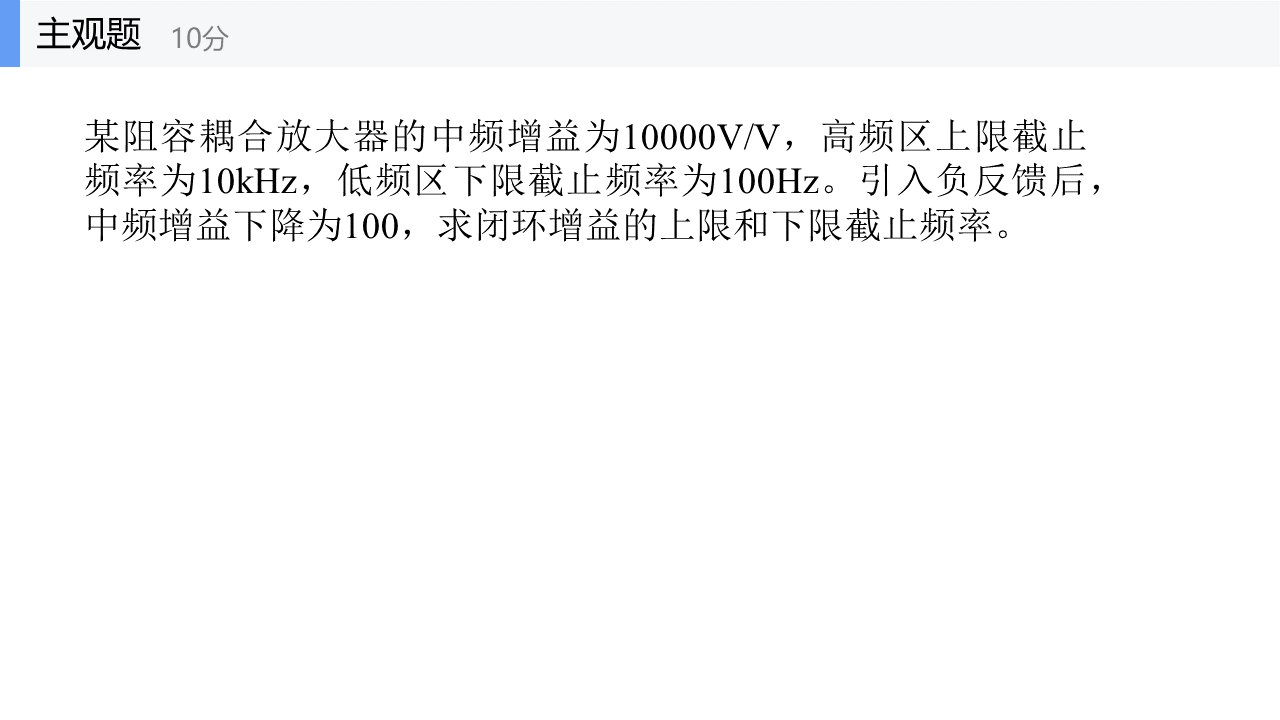 主观题 10分
某阻容耦合放大器的中频增益为10000V/V，高频区上限截止
频率为10kHz，低频区下限截止频率为100Hz。引入负反馈后，
中频增益下降为100，求闭环增益的上限和下限截止频率。